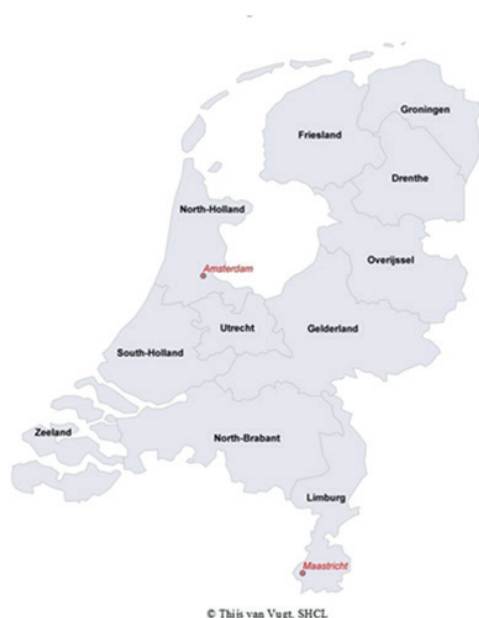 Groningen
Friesland
Drenthe
North-Holland
Overijssel
Amsterdam
Utrecht
Gelderland
South-Holland
Zeeland
North-Brabant
Limburg
Maastricht
© Thijs van Vugt, SHCL